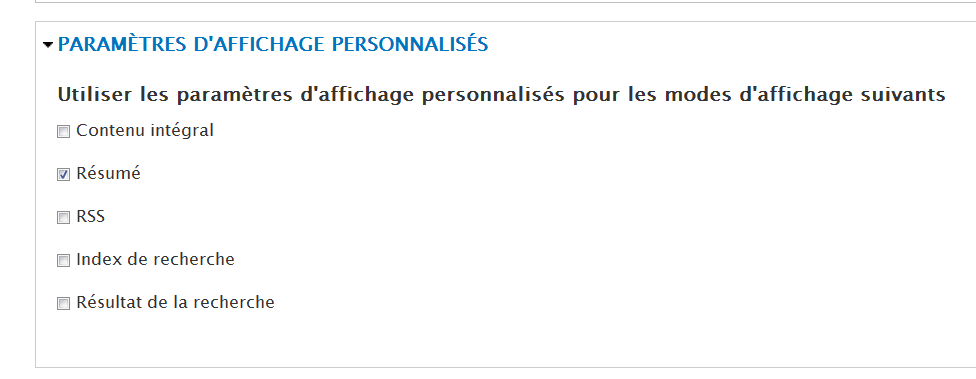 PARAMÈTRES D'AFFICHAGE PERSONNALISÉS
Utiliser les paramètres d'affichage personnalisés pour les modes d'affichage suivants
Contenu intégral
Résumé
RSS
Index de recherche
Résultat de la recherche